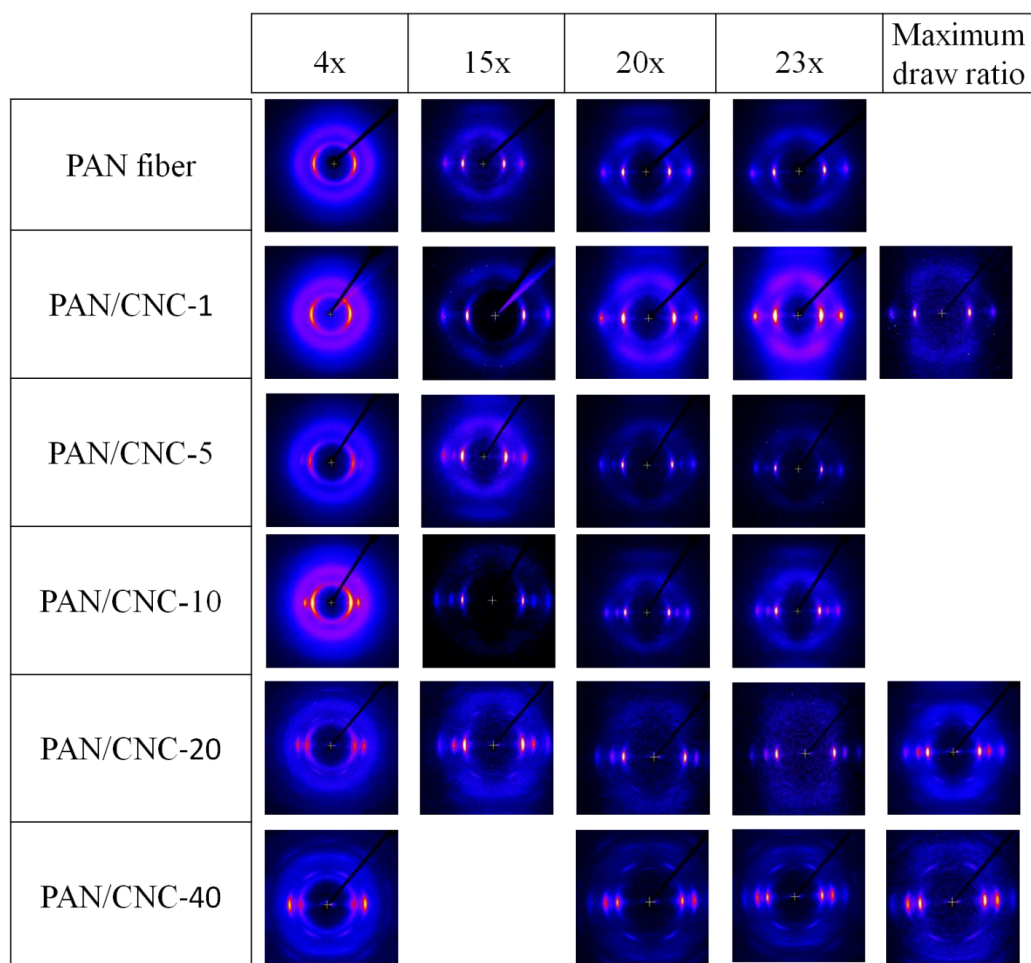 4x 15x 20x 23x Maximum
draw ratio
PAN fiber
PAN/CNC-1
PAN/CNC-5
PAN/CNC-10
PAN/CNC-20
PAN/CNC-40